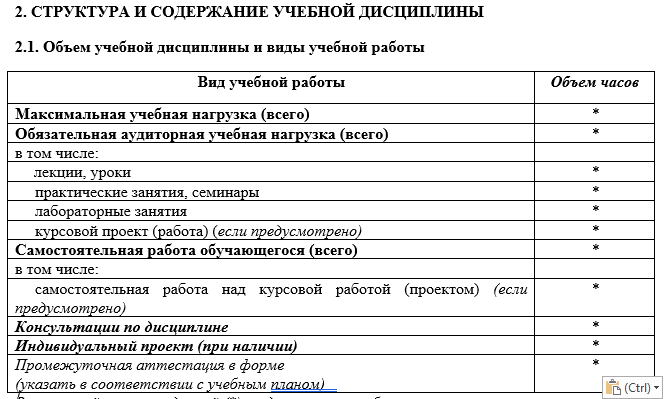 2. СТРУКТУРА И СОДЕРЖАНИЕ УЧЕБНОЙ ДИСЦИПЛИНЫ
2.1. Объем учебной дисциплины и виды учебной работы
Вид учебной работы Объем часов
Максимальная учебная нагрузка (всего) *
Обязательная аудиторная учебная нагрузка (всего) *
в том числе:
лекции, уроки *
практические занятия, семинары *
лабораторные занятия *
курсовой проект (работа) (если предусмотрено) *
Самостоятельная работа обучающегося (всего) *
в том числе:
самостоятельная работа над курсовой работой (проектом) (если *
предусмотрено)
Консультации по дисциплине *
Индивидуальный проект (при наличии) *
Промежуточная аттестация в форме *
(указать в соответствии с учебным планом)
(Ctrl)